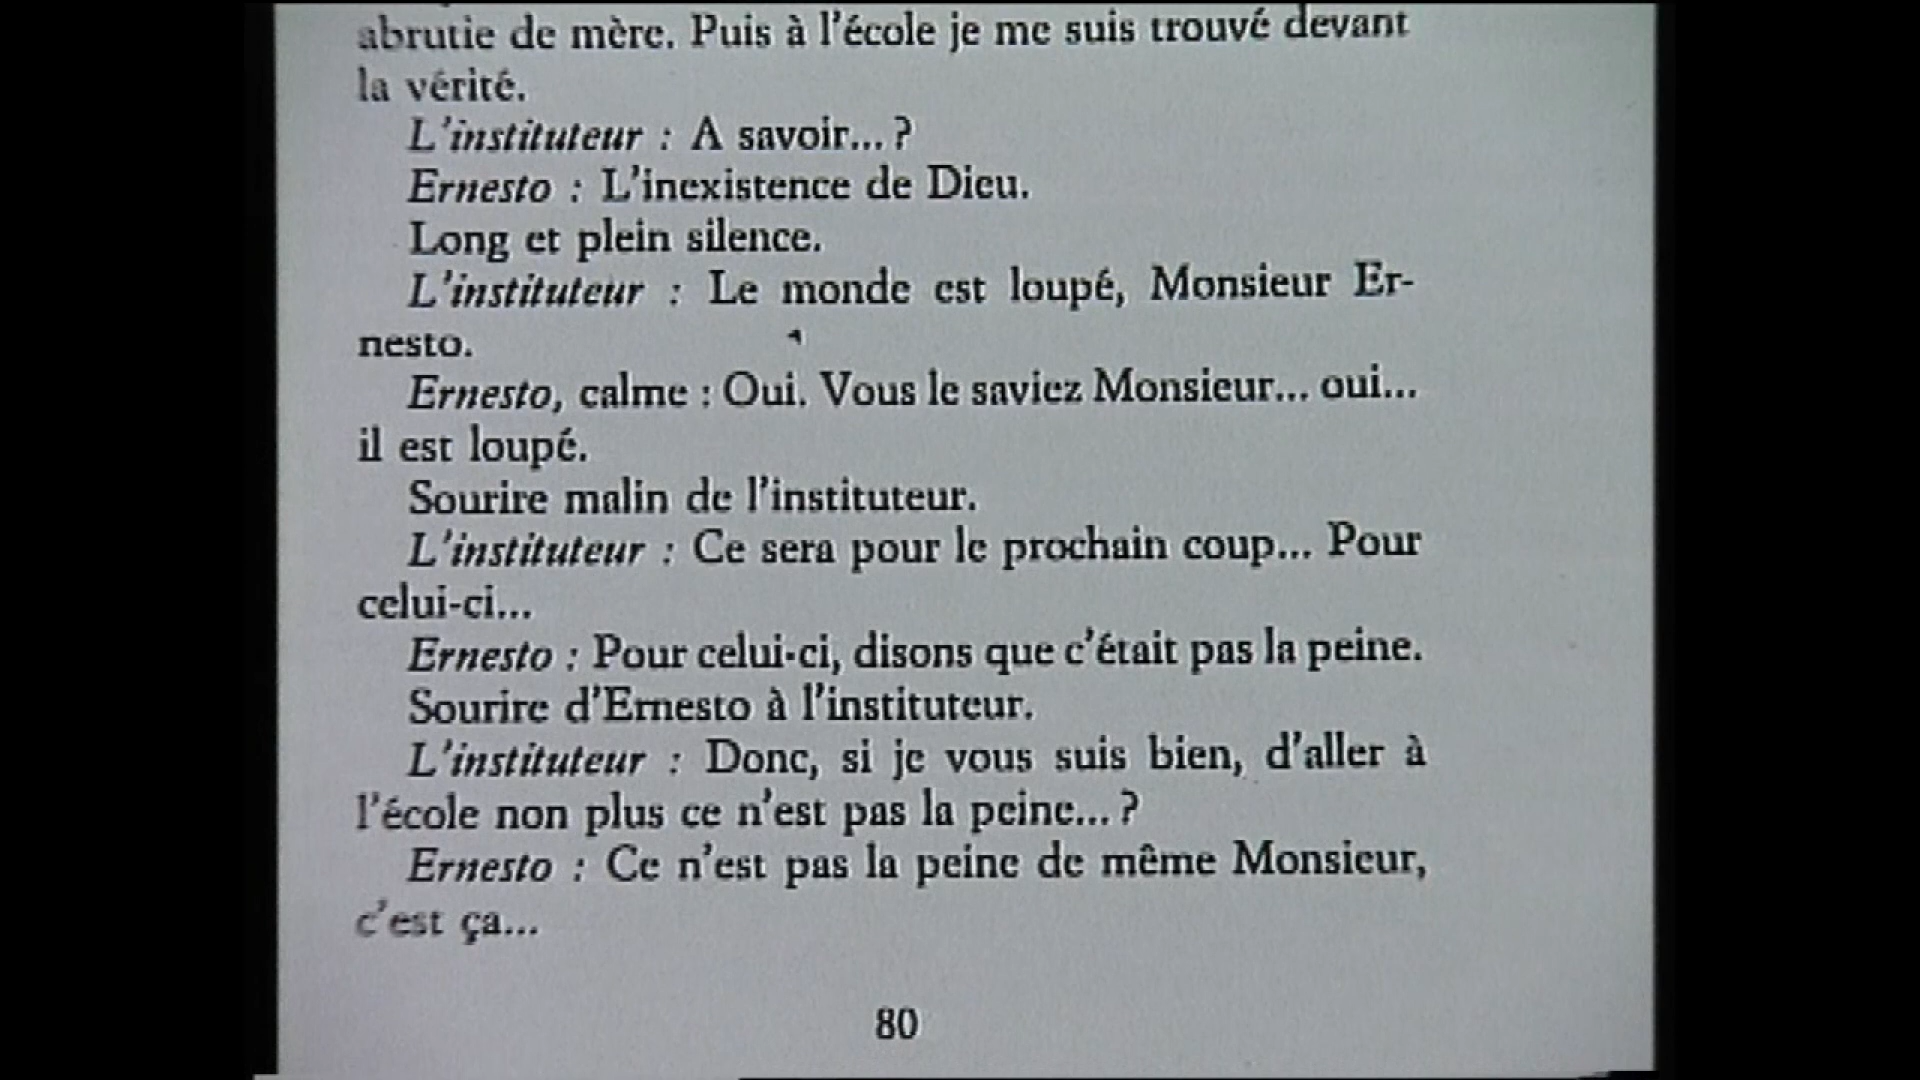 abrutie de mère. Puis à l'école je me suis trouvé devant
la vérité.
L'instituteur : A savoir... ?
Ernesto : L'inexistence de Dieu.
Long et plein silence.
L'instituteur : Le monde est loupé, Monsieur Er-
nesto.
Ernesto, calme : Oui. Vous le saviez Monsieur... oui...
il est loupé.
Sourire malin de l'instituteur.
L'instituteur : Ce sera pour le prochain coup... Pour
celui-ci...
Ernesto : Pour celui-ci, disons que c'était pas la peine.
Sourire d'Ernesto à l'instituteur.
L'instituteur : Donc, si je vous suis bien, d'aller à
l'école non plus ce n'est pas la peine... ?
Ernesto : Ce n'est pas la peine de même Monsieur,
c'est ça...
80